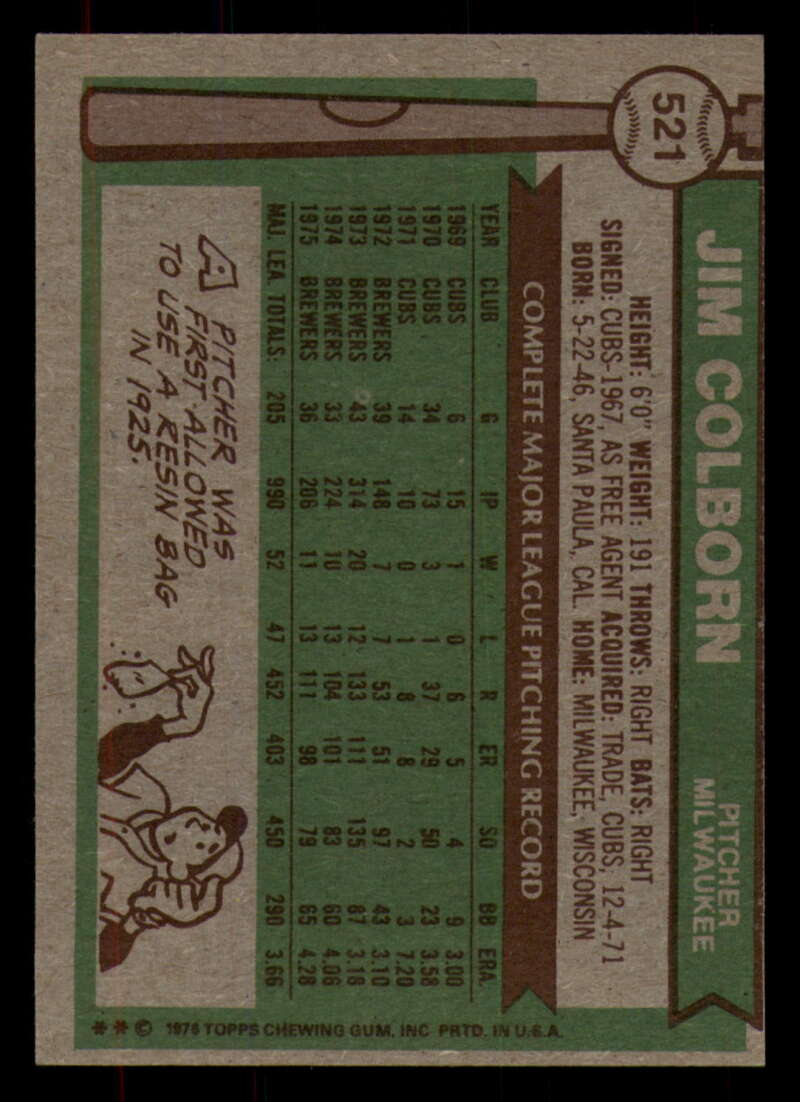 521
JIM COLBORN
PITCHER
MILWAUKEE
HEIGHT: 6'0" WEIGHT: 191 THROWS: RIGHT BATS: RIGHT
SIGNED: CUBS-1967, AS FREE AGENT ACQUIRED: TRADE, CUBS, 12-4-71
BORN: 5-22-46, SANTA PAULA, CAL. HOME: MILWAUKEE, WISCONSIN
COMPLETE MAJOR LEAGUE PITCHING RECORD
YEAR CLUB G IP W L R ER SO BB ERA.
1969 CUBS 6 15 1 0 6 5 4 9 3.00
1970 CUBS 34 73 3 1 37 29 50 23 3.58
1971 CUBS 14 10 0 1 8 8 2 3 7.20
1972 BREWERS 39 148 7 7 53 51 97 43 3.10
1973 BREWERS 43 314 20 12 133 111 135 87 3.18
1974 BREWERS 33 224 10 13 104 101 83 60 4.06
1975 BREWERS 36 206 11 13 111 98 79 65 4.28
MAJ. LEA. TOTALS: 205 990 52 47 452 403 450 290 3.66
A PITCHER WAS
FIRST ALLOWED
TO USE A RESIN BAG
IN 1925.
**© 1976 TOPPS CHEWING GUM, INC. PRTD. IN U.S.A.